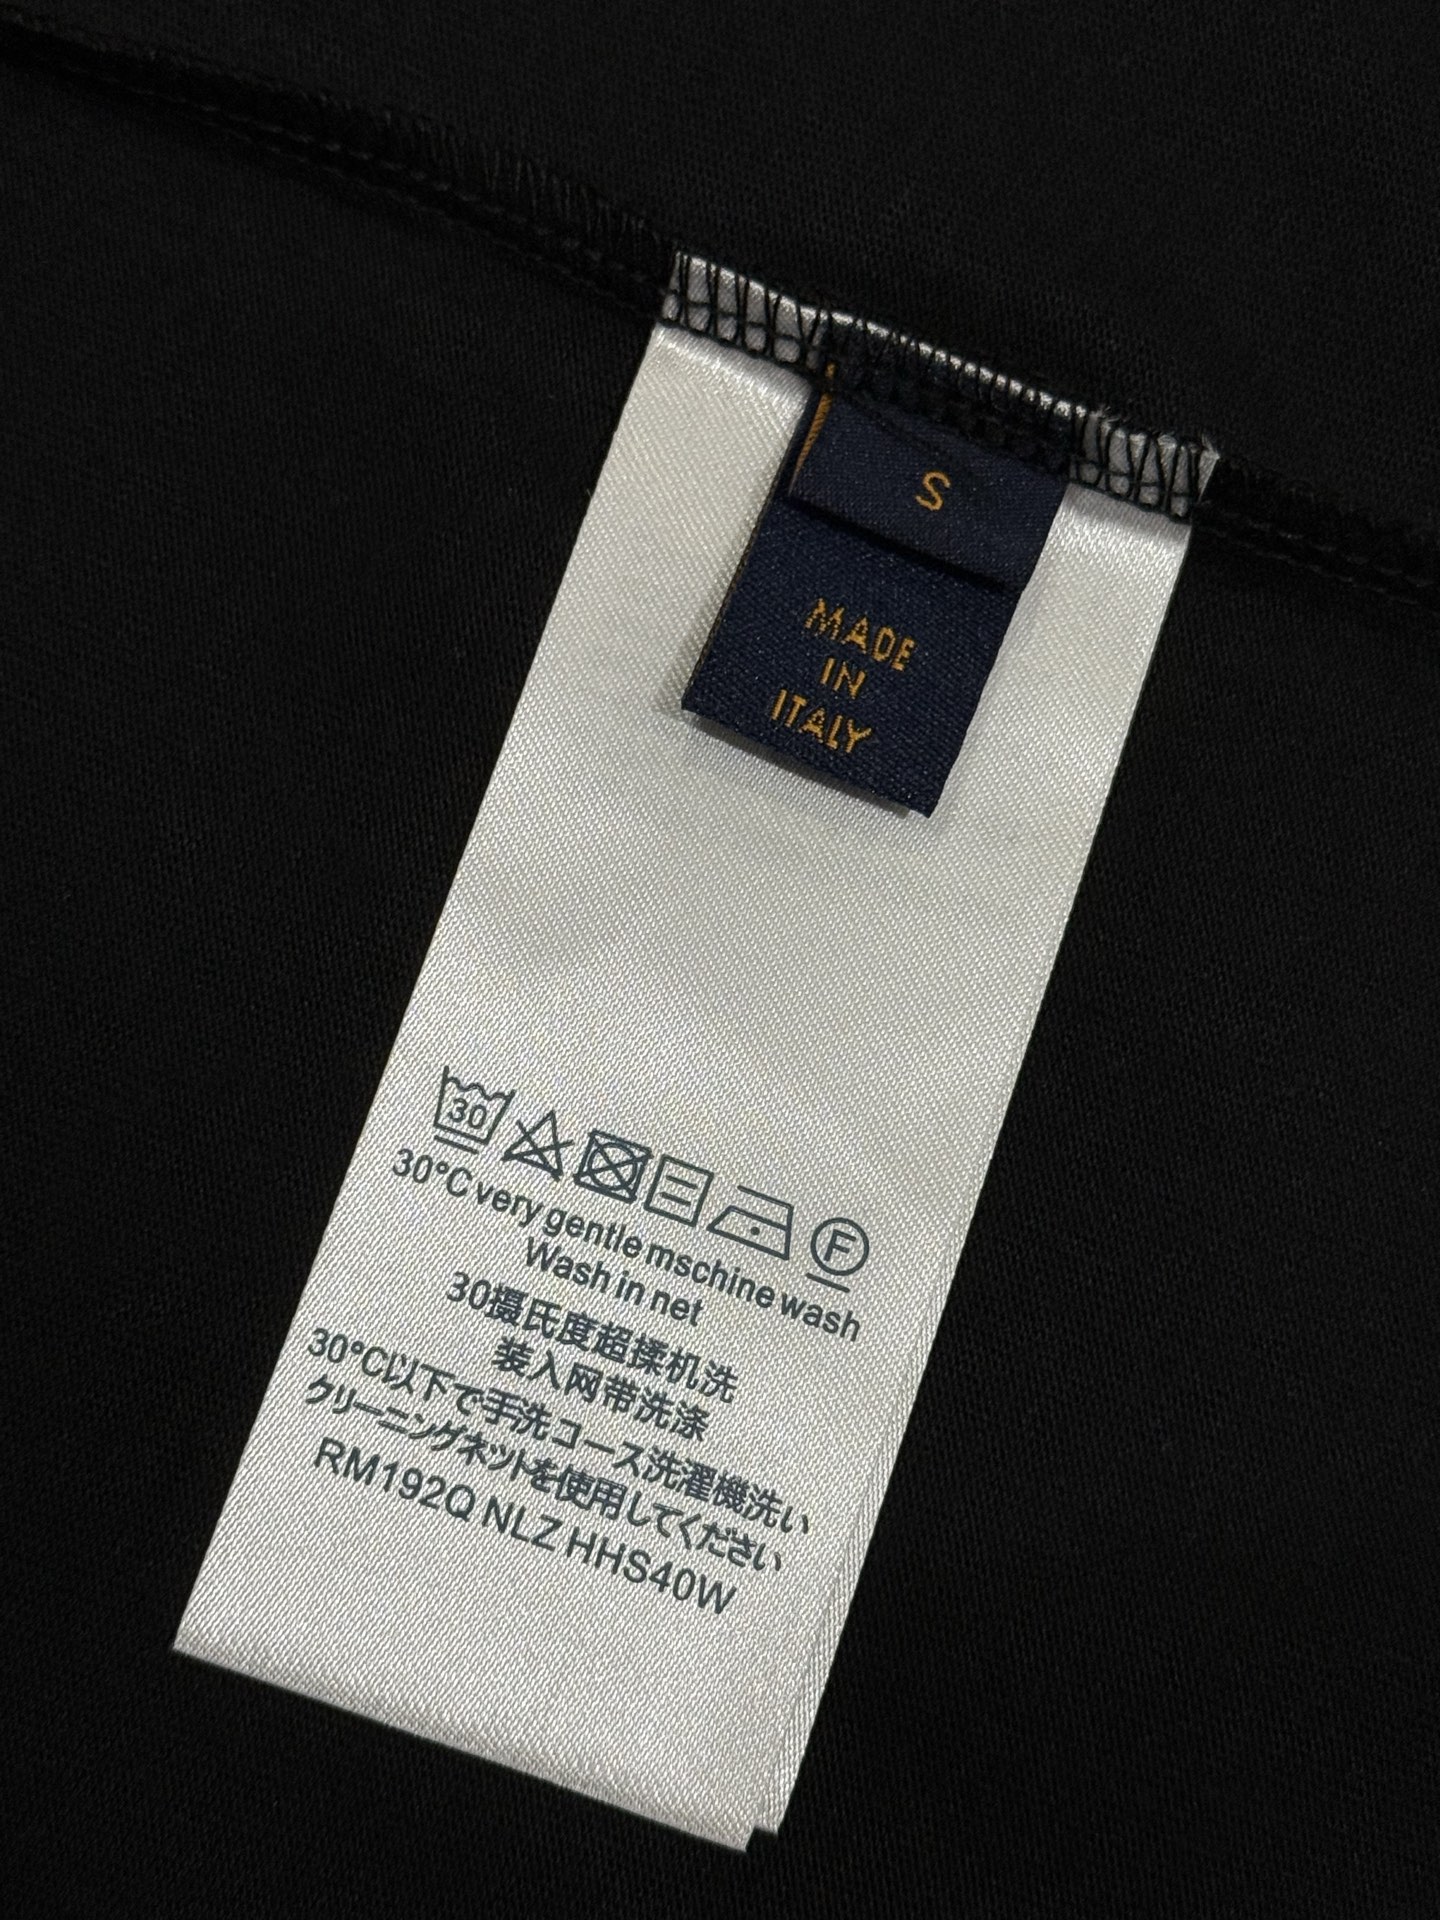 S
MADE
IN
ITALY
30
F
30°C very gentle mschine wash
Wash in net
30摄氏度超揉机洗
装入网带洗涤
30°C以下で手洗コース洗濯機洗い
クリーニングネットを使用してください
RM192Q NLZ HHS40W